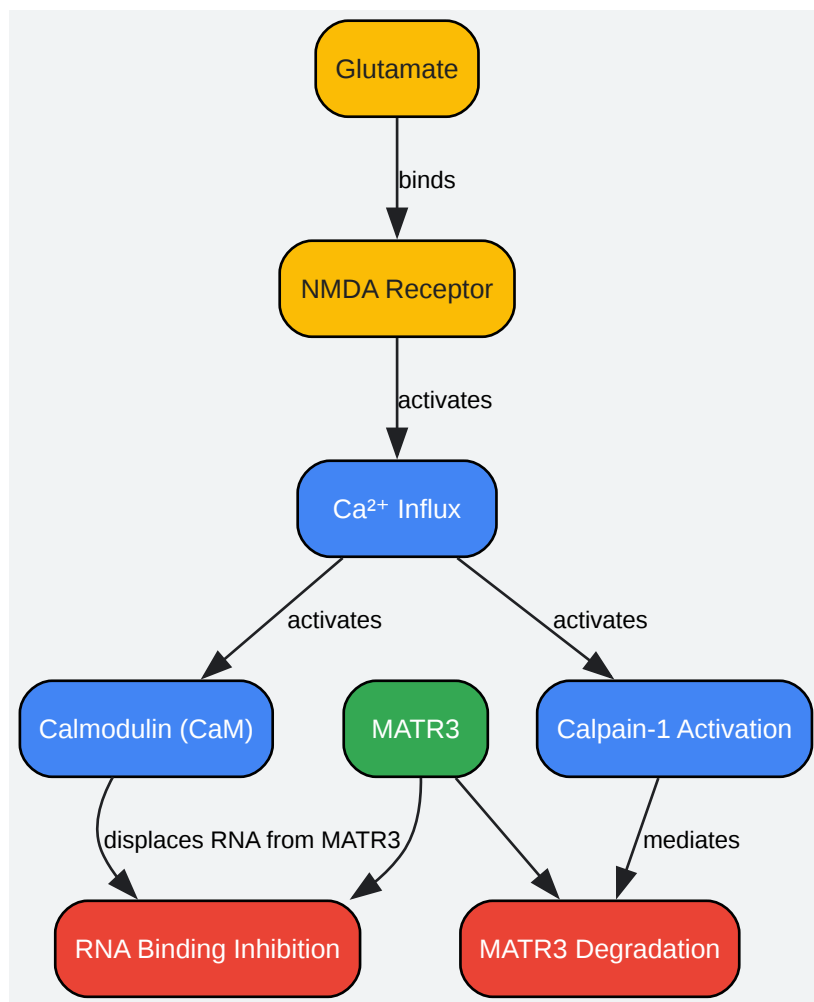 Glutamate
binds
NMDA Receptor
activates
Ca²⁺ Influx
activates
activates
Calmodulin (CaM)
MATR3
Calpain-1 Activation
displaces RNA from MATR3
mediates
RNA Binding Inhibition
MATR3 Degradation